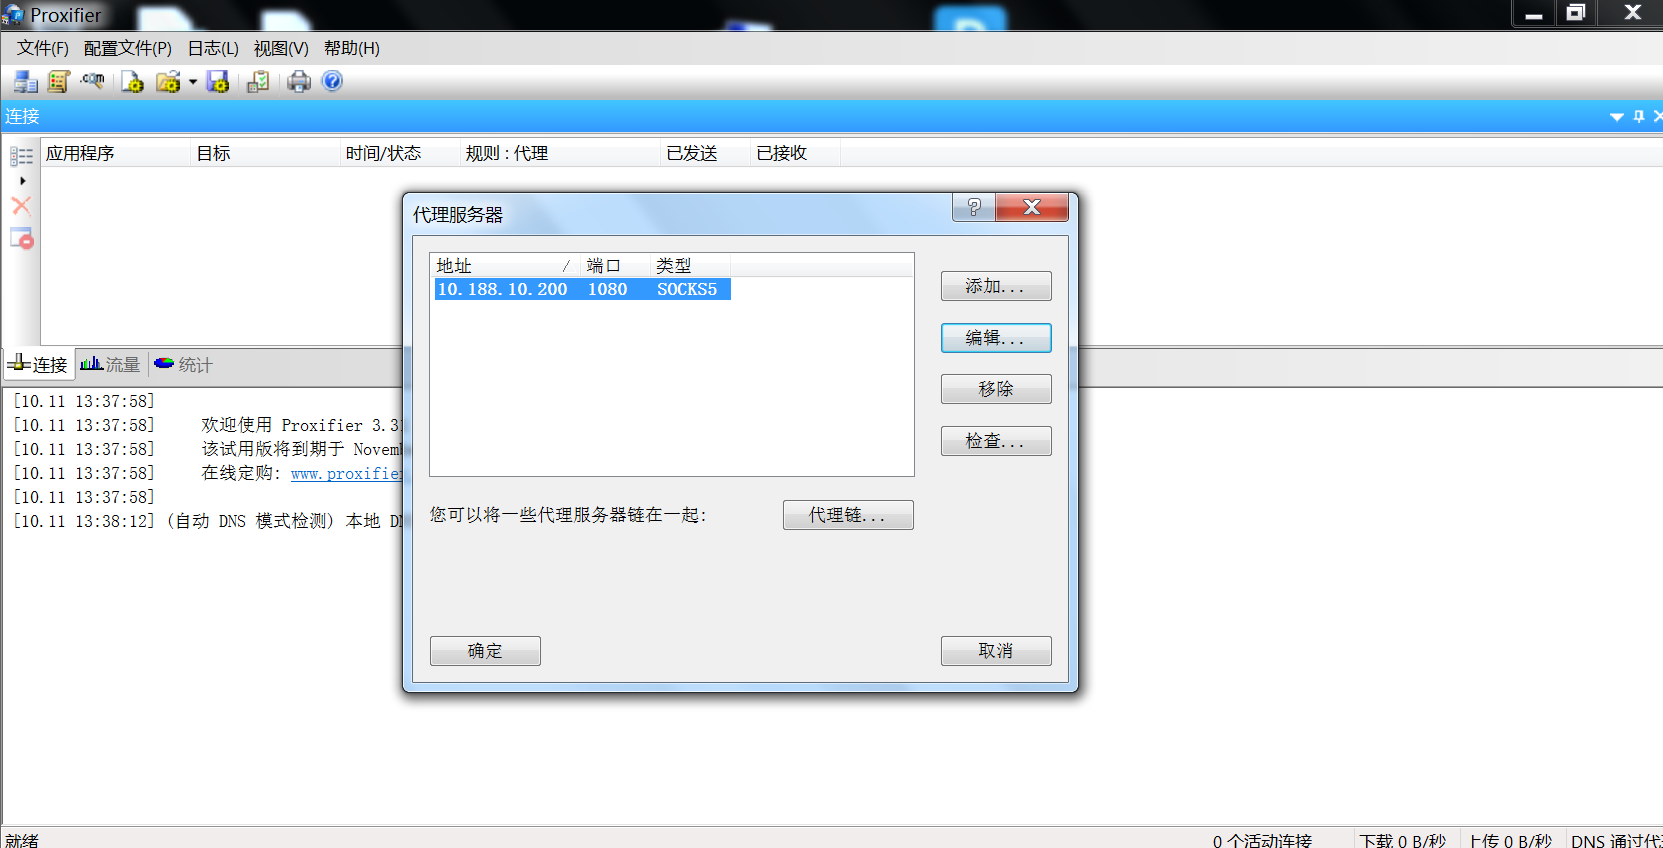 Proxifier
文件(F) 配置文件(P) 日志(L) 视图(V) 帮助(H)
连接
应用程序 目标 时间/状态 规则 : 代理 已发送 已接收
代理服务器
地址 端口 类型
10.188.10.200 1080 SOCKS5
添加...
编辑...
移除
检查...
您可以将一些代理服务器链在一起:
代理链...
确定
取消
连接 流量 统计
[10.11 13:37:58]
[10.11 13:37:58] 欢迎使用 Proxifier 3.3
[10.11 13:37:58] 该试用版将到期于 Novem
[10.11 13:37:58] 在线定购: www.proxifie
[10.11 13:37:58]
[10.11 13:38:12] (自动 DNS 模式检测) 本地 DN
就绪
0 个活动连接 下载 0 B/秒 上传 0 B/秒 DNS 通过代